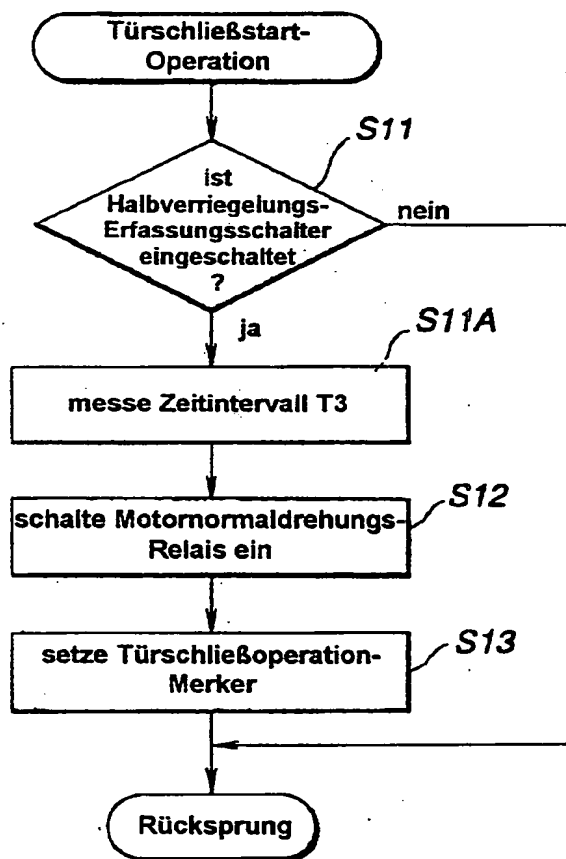 Türschließstart-
Operation
S11
ist
Halbverriegelungs-
Erfassungsschalter
eingeschaltet
?
nein
ja
S11A
messe Zeitintervall T3
S12
schalte Motornormaldrehungs-
Relais ein
S13
setze Türschließoperation-
Merker
Rücksprung